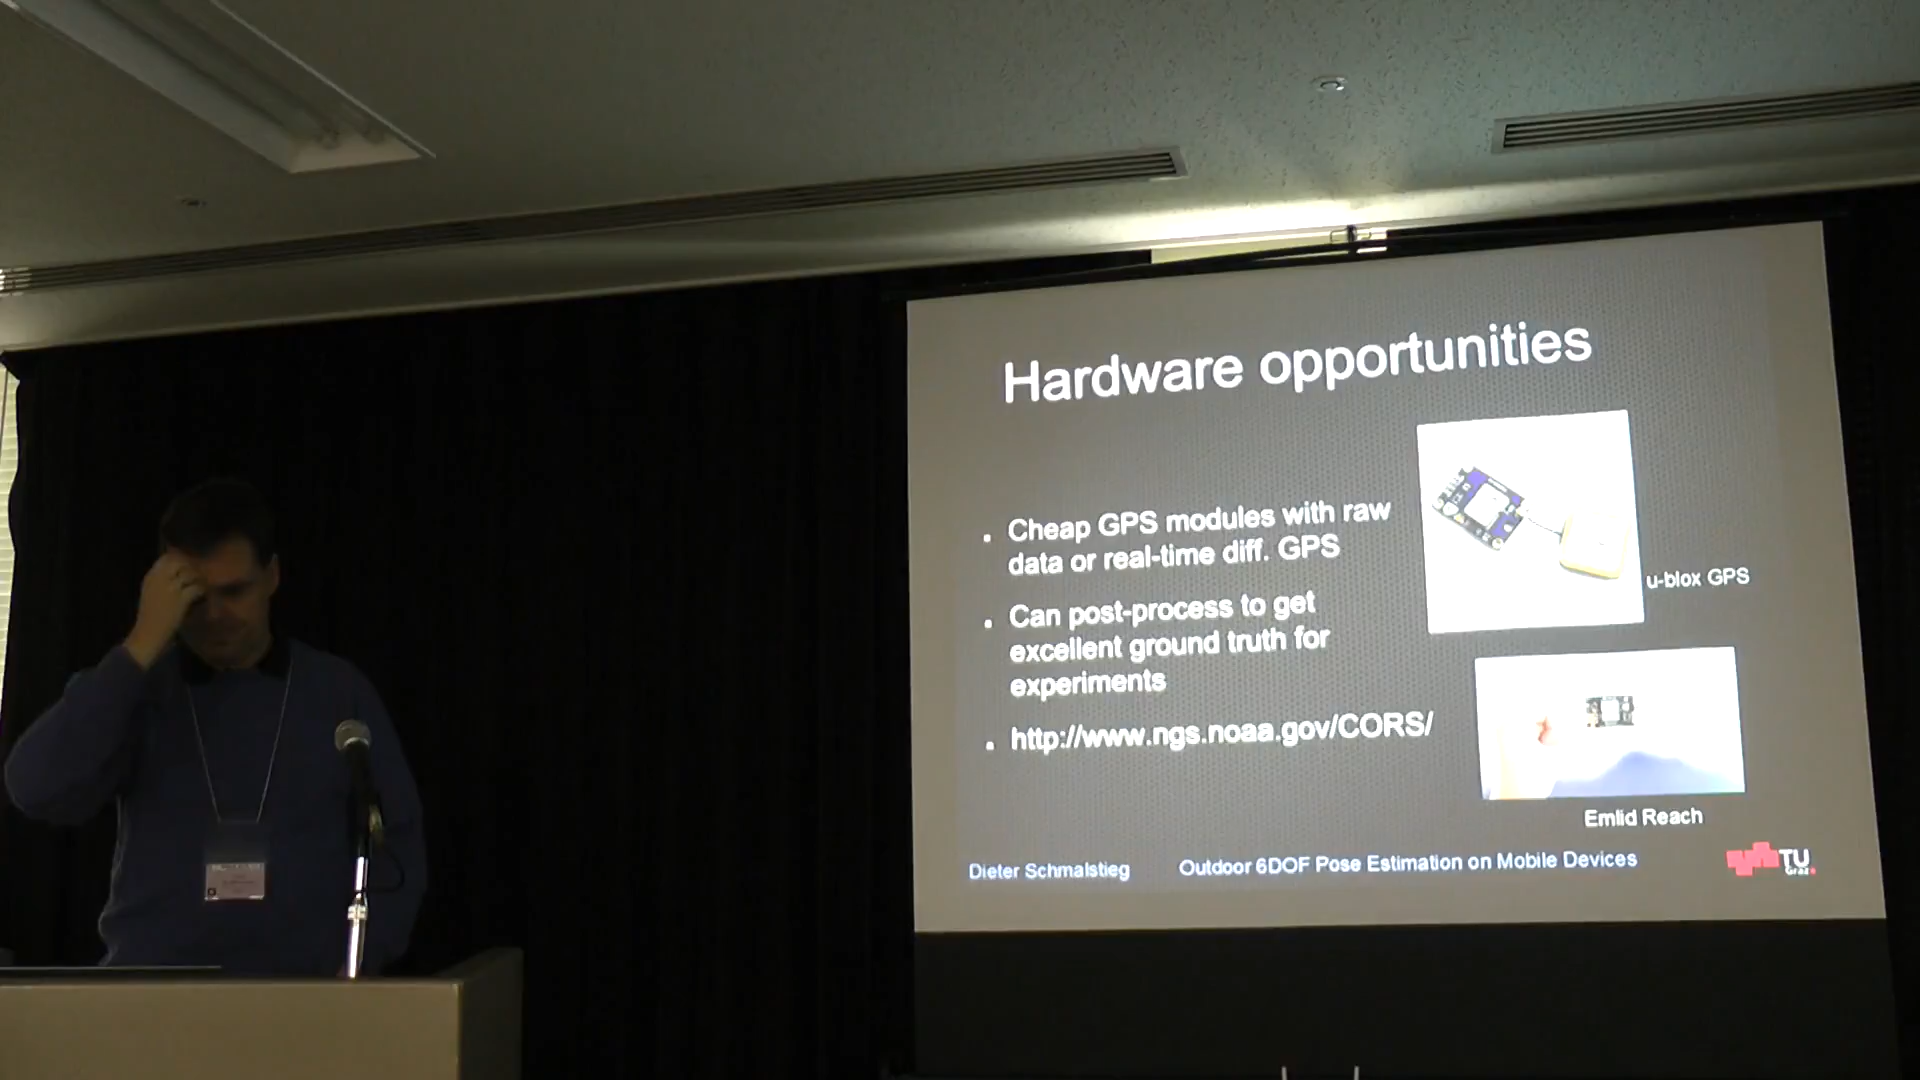 Hardware opportunities
Cheap GPS modules with raw
data or real-time diff. GPS
Can post-process to get
excellent ground truth for
experiments
http://www.ngs.noaa.gov/CORS/
u-blox GPS
Emlid Reach
Dieter Schmalstieg
Outdoor 6DOF Pose Estimation on Mobile Devices
TU
Graz